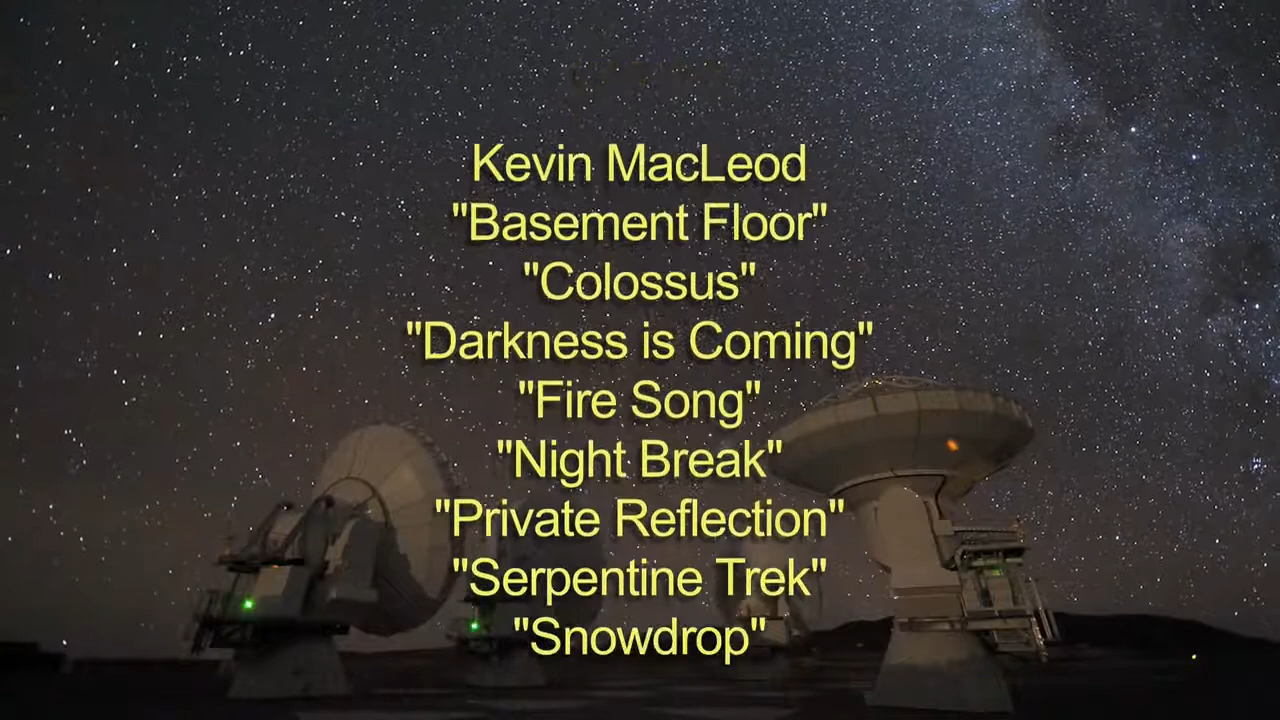 Kevin MacLeod
"Basement Floor"
"Colossus"
"Darkness is Coming"
"Fire Song"
"Night Break"
"Private Reflection"
"Serpentine Trek"
"Snowdrop"